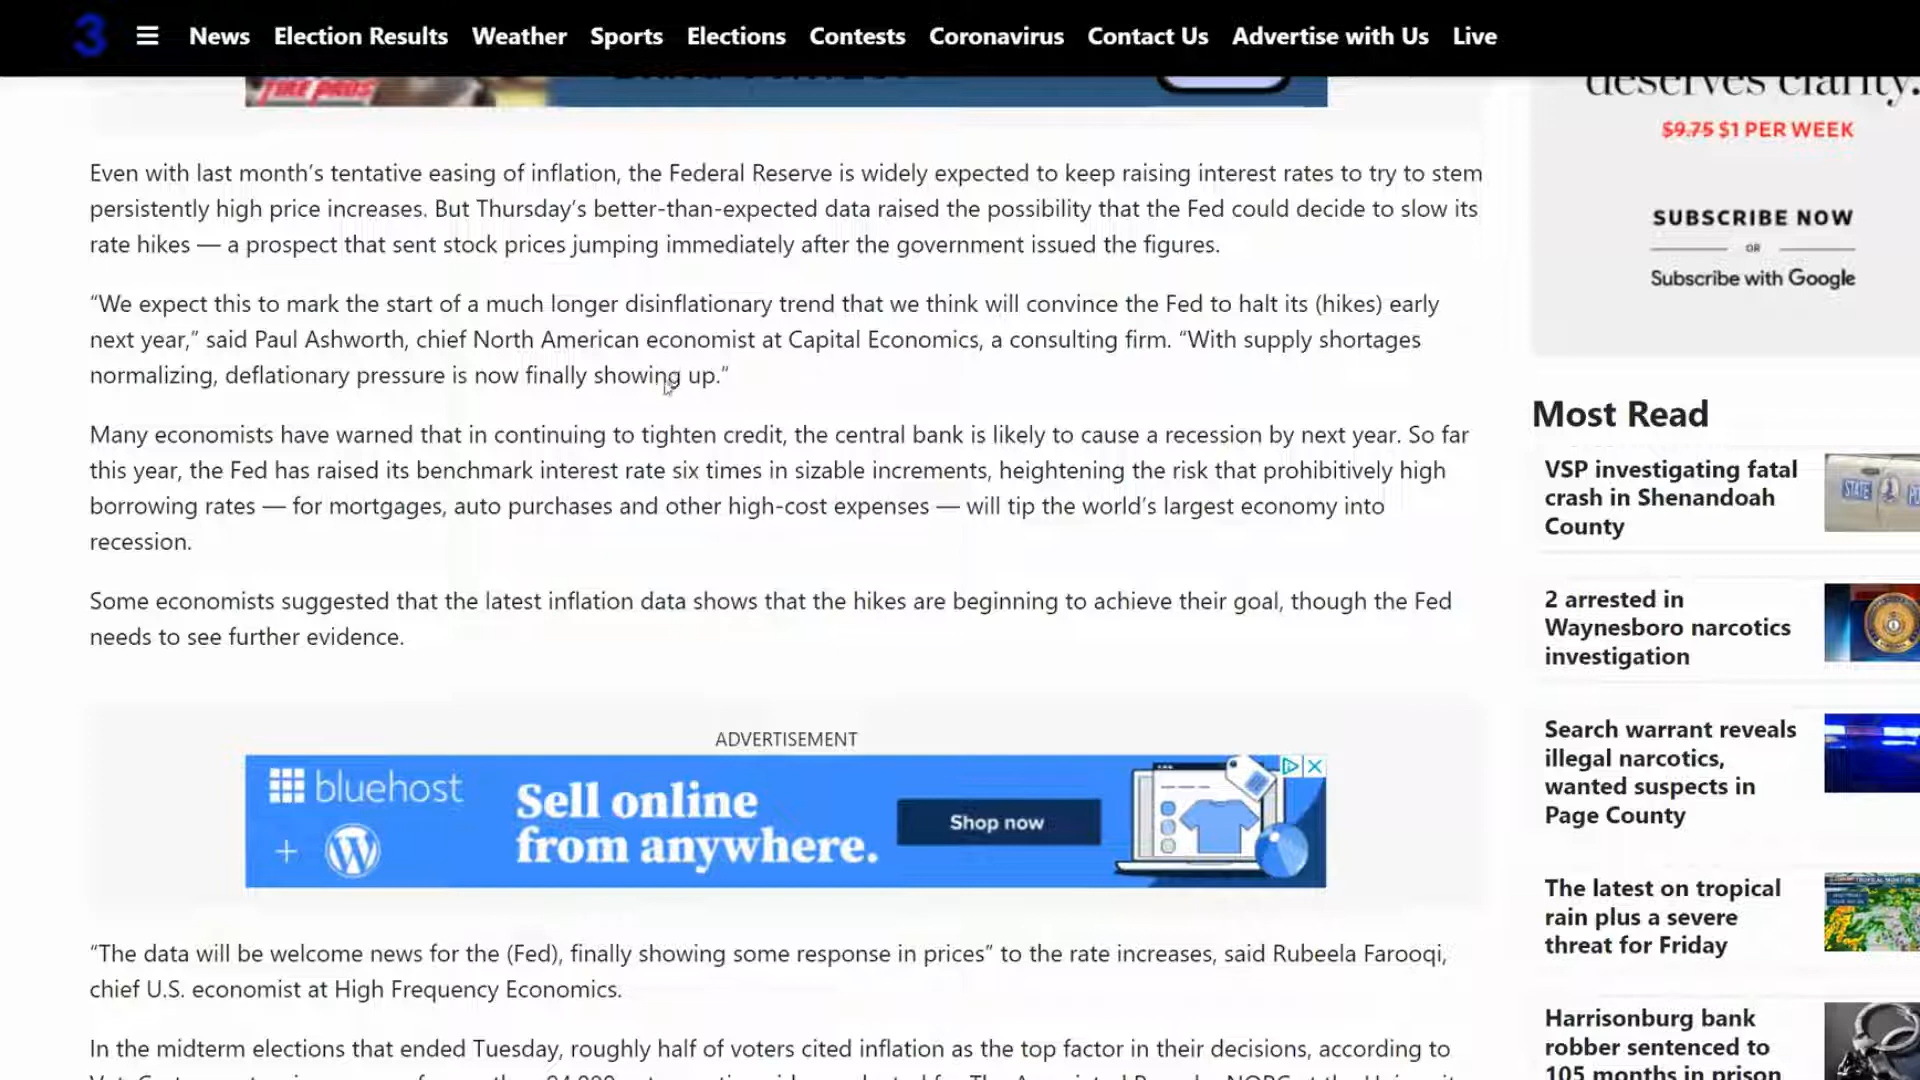 3 News Election Results Weather Sports Elections Contests Coronavirus Contact Us Advertise with Us Live
TIRE PROS
Even with last month’s tentative easing of inflation, the Federal Reserve is widely expected to keep raising interest rates to try to stem
persistently high price increases. But Thursday’s better-than-expected data raised the possibility that the Fed could decide to slow its
rate hikes — a prospect that sent stock prices jumping immediately after the government issued the figures.
“We expect this to mark the start of a much longer disinflationary trend that we think will convince the Fed to halt its (hikes) early
next year,” said Paul Ashworth, chief North American economist at Capital Economics, a consulting firm. “With supply shortages
normalizing, deflationary pressure is now finally showing up.”
Many economists have warned that in continuing to tighten credit, the central bank is likely to cause a recession by next year. So far
this year, the Fed has raised its benchmark interest rate six times in sizable increments, heightening the risk that prohibitively high
borrowing rates — for mortgages, auto purchases and other high-cost expenses — will tip the world’s largest economy into
recession.
Some economists suggested that the latest inflation data shows that the hikes are beginning to achieve their goal, though the Fed
needs to see further evidence.
ADVERTISEMENT
bluehost
Sell online
from anywhere.
Shop now
“The data will be welcome news for the (Fed), finally showing some response in prices” to the rate increases, said Rubeela Farooqi,
chief U.S. economist at High Frequency Economics.
In the midterm elections that ended Tuesday, roughly half of voters cited inflation as the top factor in their decisions, according to
deserves clarity.
$9.75 $1 PER WEEK
SUBSCRIBE NOW
OR
Subscribe with Google
Most Read
VSP investigating fatal
crash in Shenandoah
County
STATE
2 arrested in
Waynesboro narcotics
investigation
Search warrant reveals
illegal narcotics,
wanted suspects in
Page County
The latest on tropical
rain plus a severe
threat for Friday
Harrisonburg bank
robber sentenced to
105 months in prison